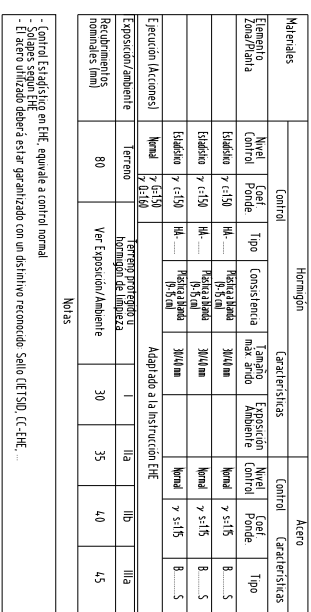 Materiales
Hormigón
Acero
Control
Características
Control
Características
Elemento
Zona/Planta
Nivel
Control
Coef.
Ponde.
Tipo
Consistencia
Tamaño
máx. arido
Exposición
Ambiente
Nivel
Control
Coef.
Ponde.
Tipo
Estadístico
γ c=1.50
HA-......
Plastica a blanda
(9-15 cm)
30/40 mm
Normal
γ s=1.15
B.......S
Estadístico
γ c=1.50
HA-......
Plastica a blanda
(9-15 cm)
30/40 mm
Normal
γ s=1.15
B.......S
Estadístico
γ c=1.50
HA-......
Plastica a blanda
(9-15 cm)
30/40 mm
Normal
γ s=1.15
B.......S
Ejecución (Acciones)
Normal
γ G=1.50
γ Q=1.60
Adaptado a la Instrucción EHE
Exposición/ambiente
Terreno
Terreno protegido u
hormigón de limpieza
I
IIa
IIb
IIIa
Recubrimentos
nominales (mm)
80
Ver Exposición/Ambiente
30
35
40
45
Notas
- Control Estadístico en EHE, equivale a control normal
- Solapes según EHE
- El acero utilizado deberá estar garantizado con un distintivo reconocido: Sello CIETSID, CC-EHE, ...